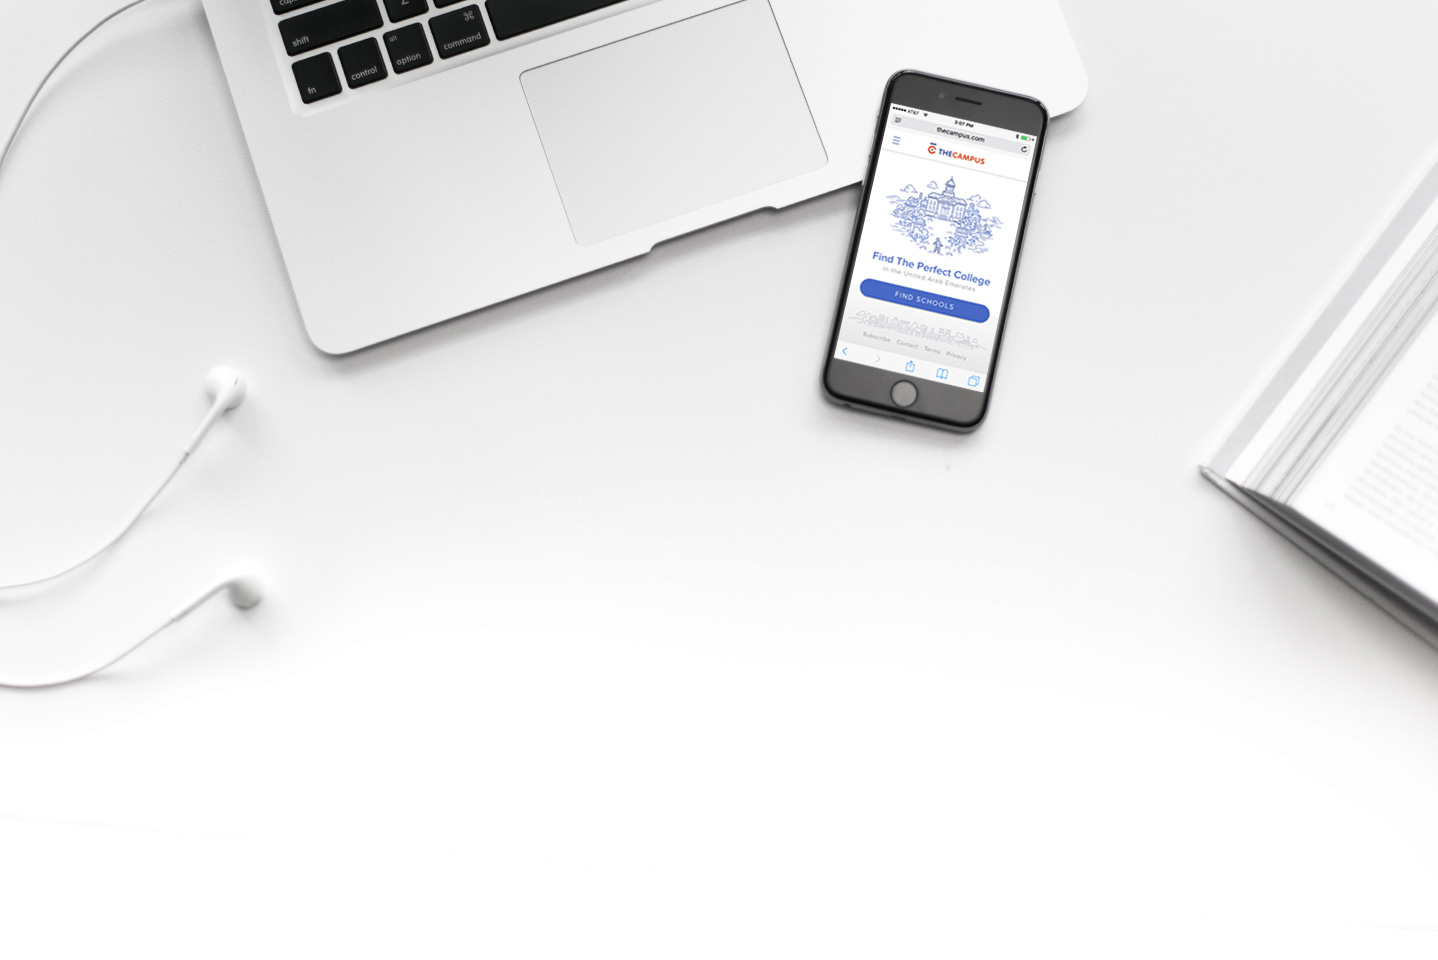 shift
fn
control
alt
option
⌘
command
AT&T
3:07 PM
thecampus.com
THECAMPUS
Find The Perfect College
in the United Arab Emirates
FIND SCHOOLS
Subscribe Contact Terms Privacy